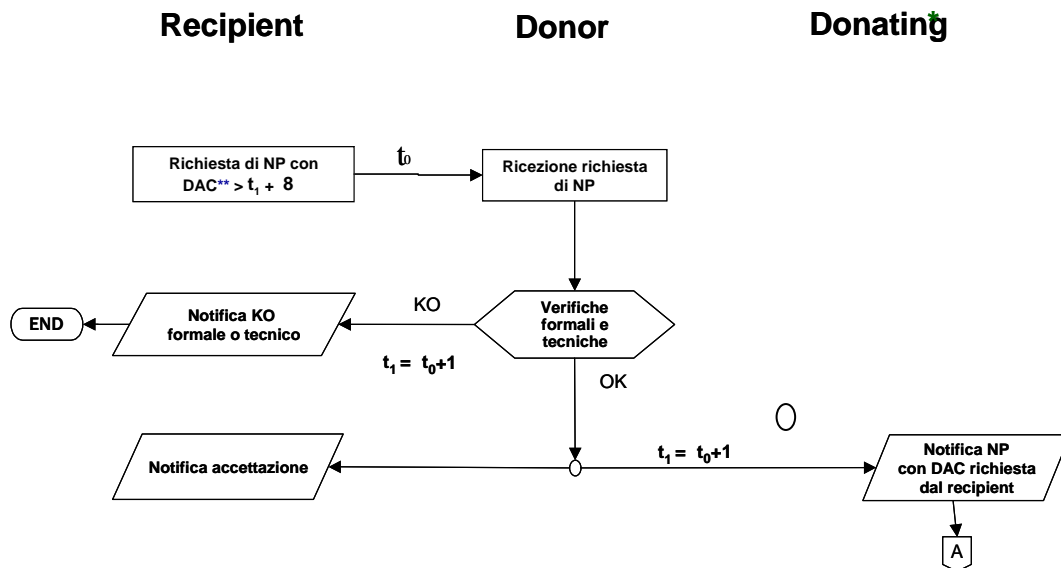 Recipient
Donor
Donating*
Richiesta di NP con
DAC** > t1 + 8
t0
Ricezione richiesta
di NP
END
Notifica KO
formale o tecnico
KO
Verifiche
formali e
tecniche
t1 = t0+1
OK
Notifica accettazione
t1 = t0+1
Notifica NP
con DAC richiesta
dal recipient
A